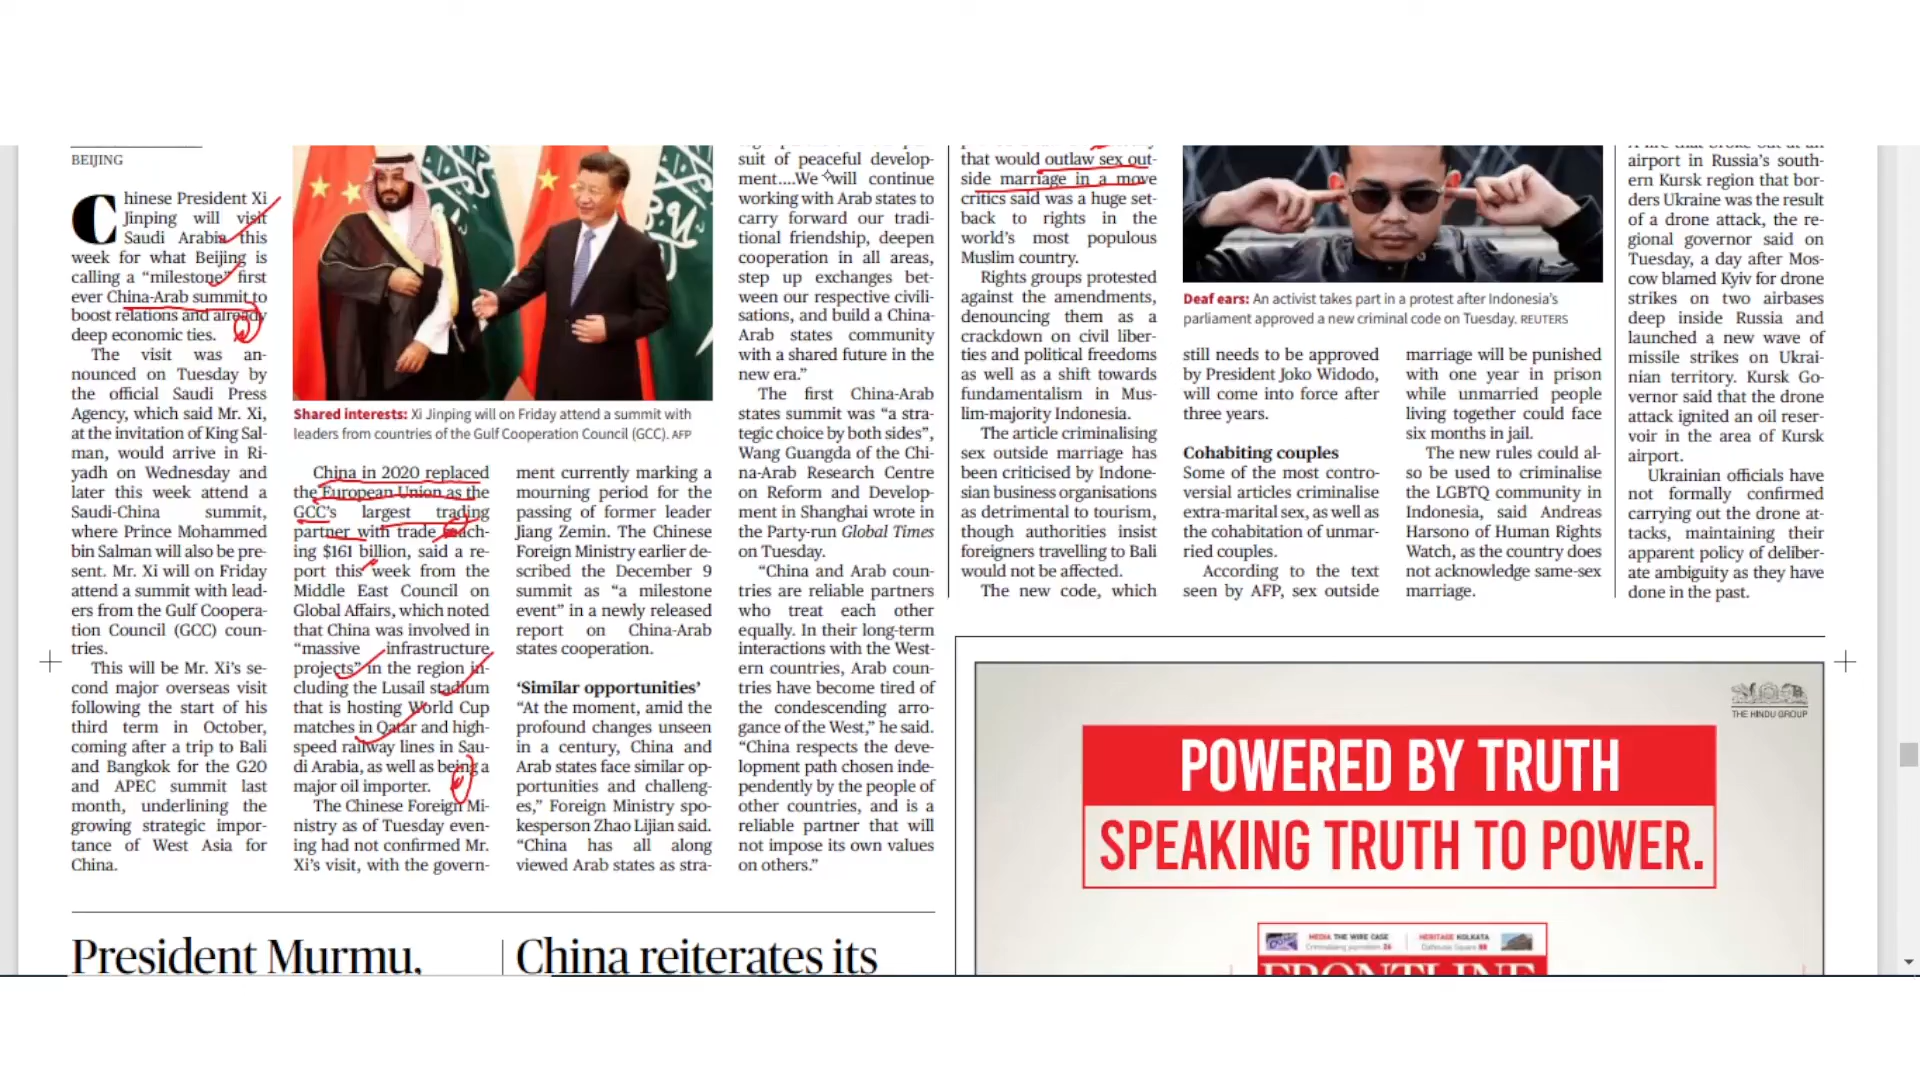 BEIJING
Chinese President Xi
Jinping will visit
Saudi Arabia this
week for what Beijing is
calling a “milestone” first
ever China-Arab summit to
boost relations and already
deep economic ties.
The visit was an-
nounced on Tuesday by
the official Saudi Press
Agency, which said Mr. Xi,
at the invitation of King Sal-
man, would arrive in Ri-
yadh on Wednesday and
later this week attend a
Saudi-China summit,
where Prince Mohammed
bin Salman will also be pre-
sent. Mr. Xi will on Friday
attend a summit with lead-
ers from the Gulf Coopera-
tion Council (GCC) coun-
tries.
This will be Mr. Xi’s se-
cond major overseas visit
following the start of his
third term in October,
coming after a trip to Bali
and Bangkok for the G20
and APEC summit last
month, underlining the
growing strategic impor-
tance of West Asia for
China.
Shared interests: Xi Jinping will on Friday attend a summit with
leaders from countries of the Gulf Cooperation Council (GCC). AFP
China in 2020 replaced
the European Union as the
GCC’s largest trading
partner with trade reach-
ing $161 billion, said a re-
port this week from the
Middle East Council on
Global Affairs, which noted
that China was involved in
“massive infrastructure
projects” in the region in-
cluding the Lusail stadium
that is hosting World Cup
matches in Qatar and high-
speed railway lines in Sau-
di Arabia, as well as being a
major oil importer.
The Chinese Foreign Mi-
nistry as of Tuesday even-
ing had not confirmed Mr.
Xi’s visit, with the govern-
ment currently marking a
mourning period for the
passing of former leader
Jiang Zemin. The Chinese
Foreign Ministry earlier de-
scribed the December 9
summit as “a milestone
event” in a newly released
report on China-Arab
states cooperation.
‘Similar opportunities’
“At the moment, amid the
profound changes unseen
in a century, China and
Arab states face similar op-
portunities and challeng-
es,” Foreign Ministry spo-
kesperson Zhao Lijian said.
“China has all along
viewed Arab states as stra-
suit of peaceful develop-
ment....We will continue
working with Arab states to
carry forward our tradi-
tional friendship, deepen
cooperation in all areas,
step up exchanges bet-
ween our respective civili-
sations, and build a China-
Arab states community
with a shared future in the
new era.”
The first China-Arab
states summit was “a stra-
tegic choice by both sides”,
Wang Guangda of the Chi-
na-Arab Research Centre
on Reform and Develop-
ment in Shanghai wrote in
the Party-run Global Times
on Tuesday.
“China and Arab coun-
tries are reliable partners
who treat each other
equally. In their long-term
interactions with the West-
ern countries, Arab coun-
tries have become tired of
the condescending arro-
gance of the West,” he said.
“China respects the deve-
lopment path chosen inde-
pendently by the people of
other countries, and is a
reliable partner that will
not impose its own values
on others.”
that would outlaw sex out-
side marriage in a move
critics said was a huge set-
back to rights in the
world’s most populous
Muslim country.
Rights groups protested
against the amendments,
denouncing them as a
crackdown on civil liber-
ties and political freedoms
as well as a shift towards
fundamentalism in Mus-
lim-majority Indonesia.
The article criminalising
sex outside marriage has
been criticised by Indone-
sian business organisations
as detrimental to tourism,
though authorities insist
foreigners travelling to Bali
would not be affected.
The new code, which
Deaf ears: An activist takes part in a protest after Indonesia’s
parliament approved a new criminal code on Tuesday. REUTERS
still needs to be approved
by President Joko Widodo,
will come into force after
three years.
Cohabiting couples
Some of the most contro-
versial articles criminalise
extra-marital sex, as well as
the cohabitation of unmar-
ried couples.
According to the text
seen by AFP, sex outside
marriage will be punished
with one year in prison
while unmarried people
living together could face
six months in jail.
The new rules could al-
so be used to criminalise
the LGBTQ community in
Indonesia, said Andreas
Harsono of Human Rights
Watch, as the country does
not acknowledge same-sex
marriage.
airport in Russia’s south-
ern Kursk region that bor-
ders Ukraine was the result
of a drone attack, the re-
gional governor said on
Tuesday, a day after Mos-
cow blamed Kyiv for drone
strikes on two airbases
deep inside Russia and
launched a new wave of
missile strikes on Ukrai-
nian territory. Kursk Go-
vernor said that the drone
attack ignited an oil reser-
voir in the area of Kursk
airport.
Ukrainian officials have
not formally confirmed
carrying out the drone at-
tacks, maintaining their
apparent policy of deliber-
ate ambiguity as they have
done in the past.
President Murmu,
China reiterates its
THE HINDU GROUP
POWERED BY TRUTH
SPEAKING TRUTH TO POWER.
MEDIA THE WIRE CASE
HERITAGE KOLKATA
FRONTLINE